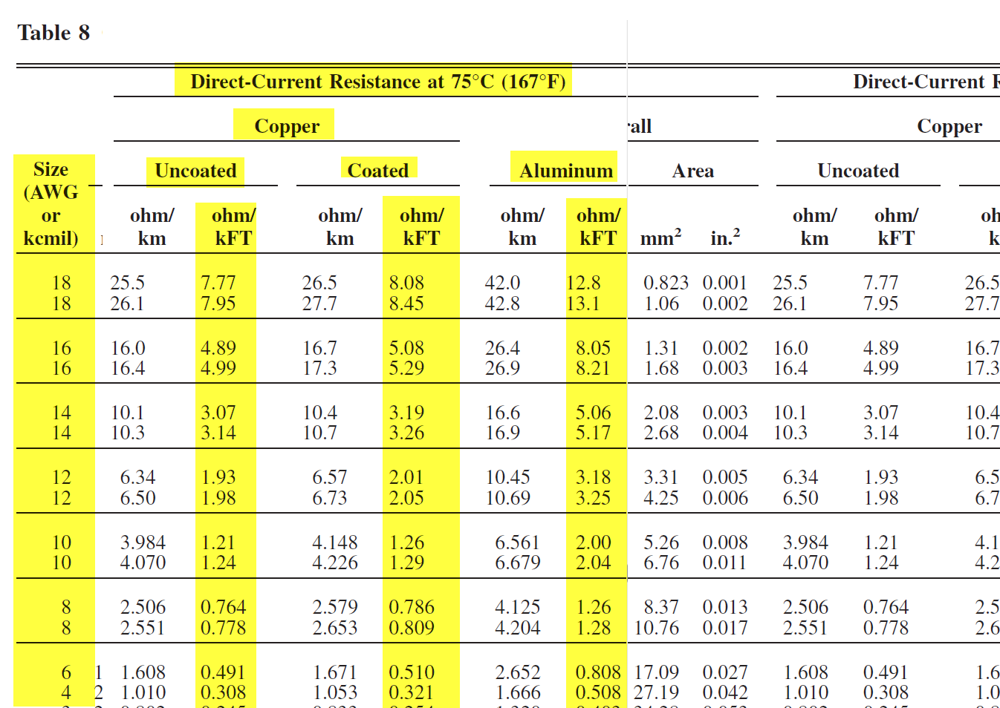 Table 8
Direct-Current Resistance at 75°C (167°F) Direct-Current
Copper rall Copper
Size Uncoated Coated Aluminum Area Uncoated
(AWG
or ohm/ ohm/ ohm/ ohm/ ohm/ ohm/ ohm/ ohm/ oh
kcmil) km kFT km kFT km kFT mm² in.² km kFT k
18 25.5 7.77 26.5 8.08 42.0 12.8 0.823 0.001 25.5 7.77 26.5
18 26.1 7.95 27.7 8.45 42.8 13.1 1.06 0.002 26.1 7.95 27.7
16 16.0 4.89 16.7 5.08 26.4 8.05 1.31 0.002 16.0 4.89 16.7
16 16.4 4.99 17.3 5.29 26.9 8.21 1.68 0.003 16.4 4.99 17.3
14 10.1 3.07 10.4 3.19 16.6 5.06 2.08 0.003 10.1 3.07 10.4
14 10.3 3.14 10.7 3.26 16.9 5.17 2.68 0.004 10.3 3.14 10.7
12 6.34 1.93 6.57 2.01 10.45 3.18 3.31 0.005 6.34 1.93 6.5
12 6.50 1.98 6.73 2.05 10.69 3.25 4.25 0.006 6.50 1.98 6.7
10 3.984 1.21 4.148 1.26 6.561 2.00 5.26 0.008 3.984 1.21 4.1
10 4.070 1.24 4.226 1.29 6.679 2.04 6.76 0.011 4.070 1.24 4.2
8 2.506 0.764 2.579 0.786 4.125 1.26 8.37 0.013 2.506 0.764 2.5
8 2.551 0.778 2.653 0.809 4.204 1.28 10.76 0.017 2.551 0.778 2.6
6 1 1.608 0.491 1.671 0.510 2.652 0.808 17.09 0.027 1.608 0.491 1.6
4 2 1.010 0.308 1.053 0.321 1.666 0.508 27.19 0.042 1.010 0.308 1.0